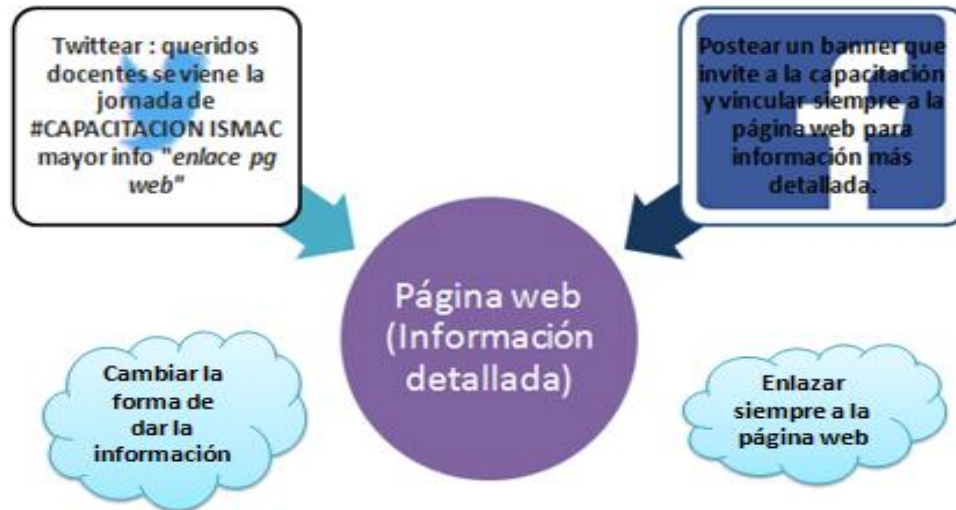 Twittear : queridos
docentes se viene la
jornada de
#CAPACITACION ISMAC
mayor info "enlace pg
web"
Postear un banner que
invite a la capacitación
y vincular siempre a la
página web para
información más
detallada.
Página web
(Información
detallada)
Cambiar la
forma de
dar la
información
Enlazar
siempre a la
página web